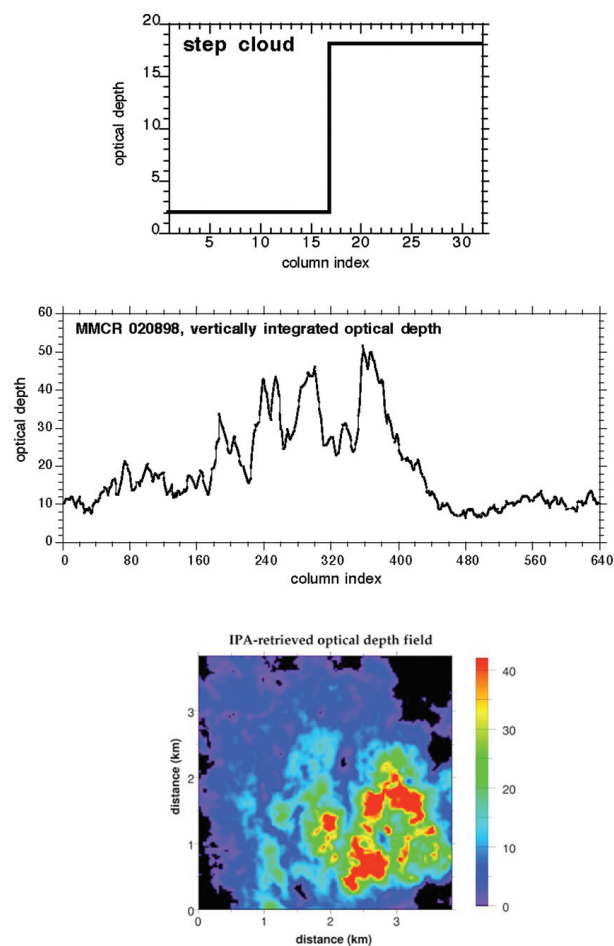 step cloud
20
15
10
5
0
optical depth
5 10 15 20 25 30
column index
MMCR 020898, vertically integrated optical depth
60
50
40
30
20
10
0
optical depth
0 80 160 240 320 400 480 560 640
column index
IPA-retrieved optical depth field
3
2
1
0
distance (km)
0 1 2 3
distance (km)
40
30
20
10
0